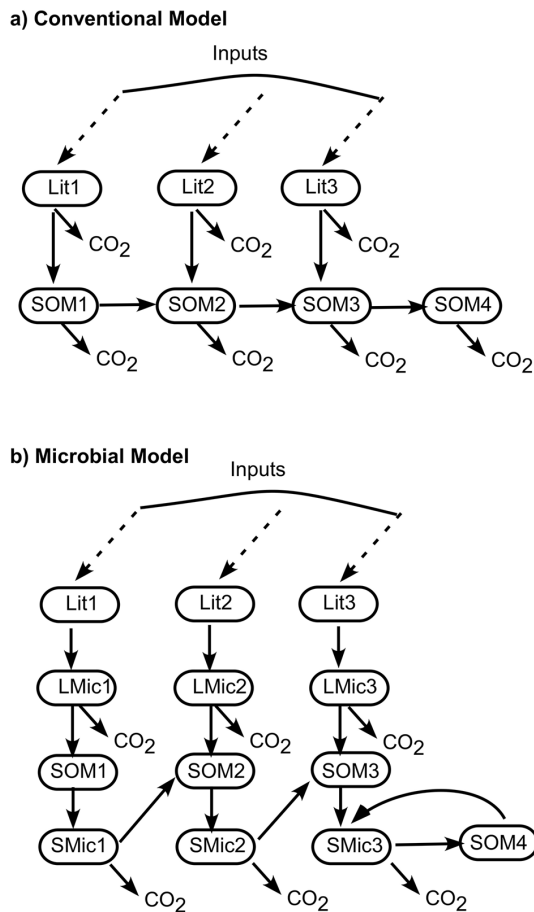 a) Conventional Model
Inputs
Lit1 Lit2 Lit3
CO2 CO2 CO2
SOM1 SOM2 SOM3 SOM4
CO2 CO2 CO2 CO2
b) Microbial Model
Inputs
Lit1 Lit2 Lit3
LMic1 LMic2 LMic3
CO2 CO2 CO2
SOM1 SOM2 SOM3
SMic1 SMic2 SMic3 SOM4
CO2 CO2 CO2